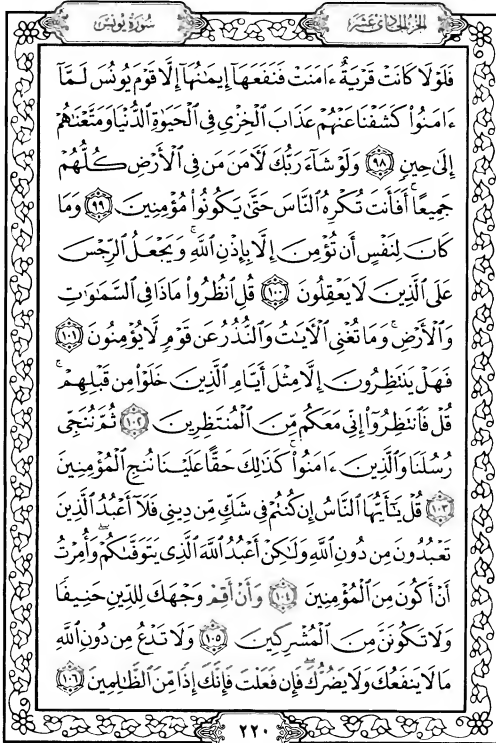 الجزء الحادي عشر
سورة يونس
فَلَوْلَا كَانَتْ قَرْيَةٌ ءَامَنَتْ فَنَفَعَهَآ إِيمَٰنُهَآ إِلَّا قَوْمَ يُونُسَ لَمَّآ
ءَامَنُوا۟ كَشَفْنَا عَنْهُمْ عَذَابَ ٱلْخِزْىِ فِى ٱلْحَيَوٰةِ ٱلدُّنْيَا وَمَتَّعْنَٰهُمْ
إِلَىٰ حِينٍ ٩٨ وَلَوْ شَآءَ رَبُّكَ لَءَامَنَ مَن فِى ٱلْأَرْضِ كُلُّهُمْ
جَمِيعًا ۚ أَفَأَنتَ تُكْرِهُ ٱلنَّاسَ حَتَّىٰ يَكُونُوا۟ مُؤْمِنِينَ ٩٩ وَمَا
كَانَ لِنَفْسٍ أَن تُؤْمِنَ إِلَّا بِإِذْنِ ٱللَّهِ ۚ وَيَجْعَلُ ٱلرِّجْسَ
عَلَى ٱلَّذِينَ لَا يَعْقِلُونَ ١٠٠ قُلِ ٱنظُرُوا۟ مَاذَا فِى ٱلسَّمَٰوَٰتِ
وَٱلْأَرْضِ ۚ وَمَا تُغْنِى ٱلْءَايَٰتُ وَٱلنُّذُرُ عَن قَوْمٍ لَّا يُؤْمِنُونَ ١٠١
فَهَلْ يَنتَظِرُونَ إِلَّا مِثْلَ أَيَّامِ ٱلَّذِينَ خَلَوْا۟ مِن قَبْلِهِمْ ۚ
قُلْ فَٱنتَظِرُوٓا۟ إِنِّى مَعَكُم مِّنَ ٱلْمُنتَظِرِينَ ١٠٢ ثُمَّ نُنَجِّى
رُسُلَنَا وَٱلَّذِينَ ءَامَنُوا۟ ۚ كَذَٰلِكَ حَقًّا عَلَيْنَا نُنجِ ٱلْمُؤْمِنِينَ
١٠٣ قُلْ يَٰٓأَيُّهَا ٱلنَّاسُ إِن كُنتُمْ فِى شَكٍّ مِّن دِينِى فَلَآ أَعْبُدُ ٱلَّذِينَ
تَعْبُدُونَ مِن دُونِ ٱللَّهِ وَلَٰكِنْ أَعْبُدُ ٱللَّهَ ٱلَّذِى يَتَوَفَّىٰكُمْ ۖ وَأُمِرْتُ
أَنْ أَكُونَ مِنَ ٱلْمُؤْمِنِينَ ١٠٤ وَأَنْ أَقِمْ وَجْهَكَ لِلدِّينِ حَنِيفًا
وَلَا تَكُونَنَّ مِنَ ٱلْمُشْرِكِينَ ١٠٥ وَلَا تَدْعُ مِن دُونِ ٱللَّهِ
مَا لَا يَنفَعُكَ وَلَا يَضُرُّكَ ۖ فَإِن فَعَلْتَ فَإِنَّكَ إِذًا مِّنَ ٱلظَّٰلِمِينَ ١٠٦
٢٢٠